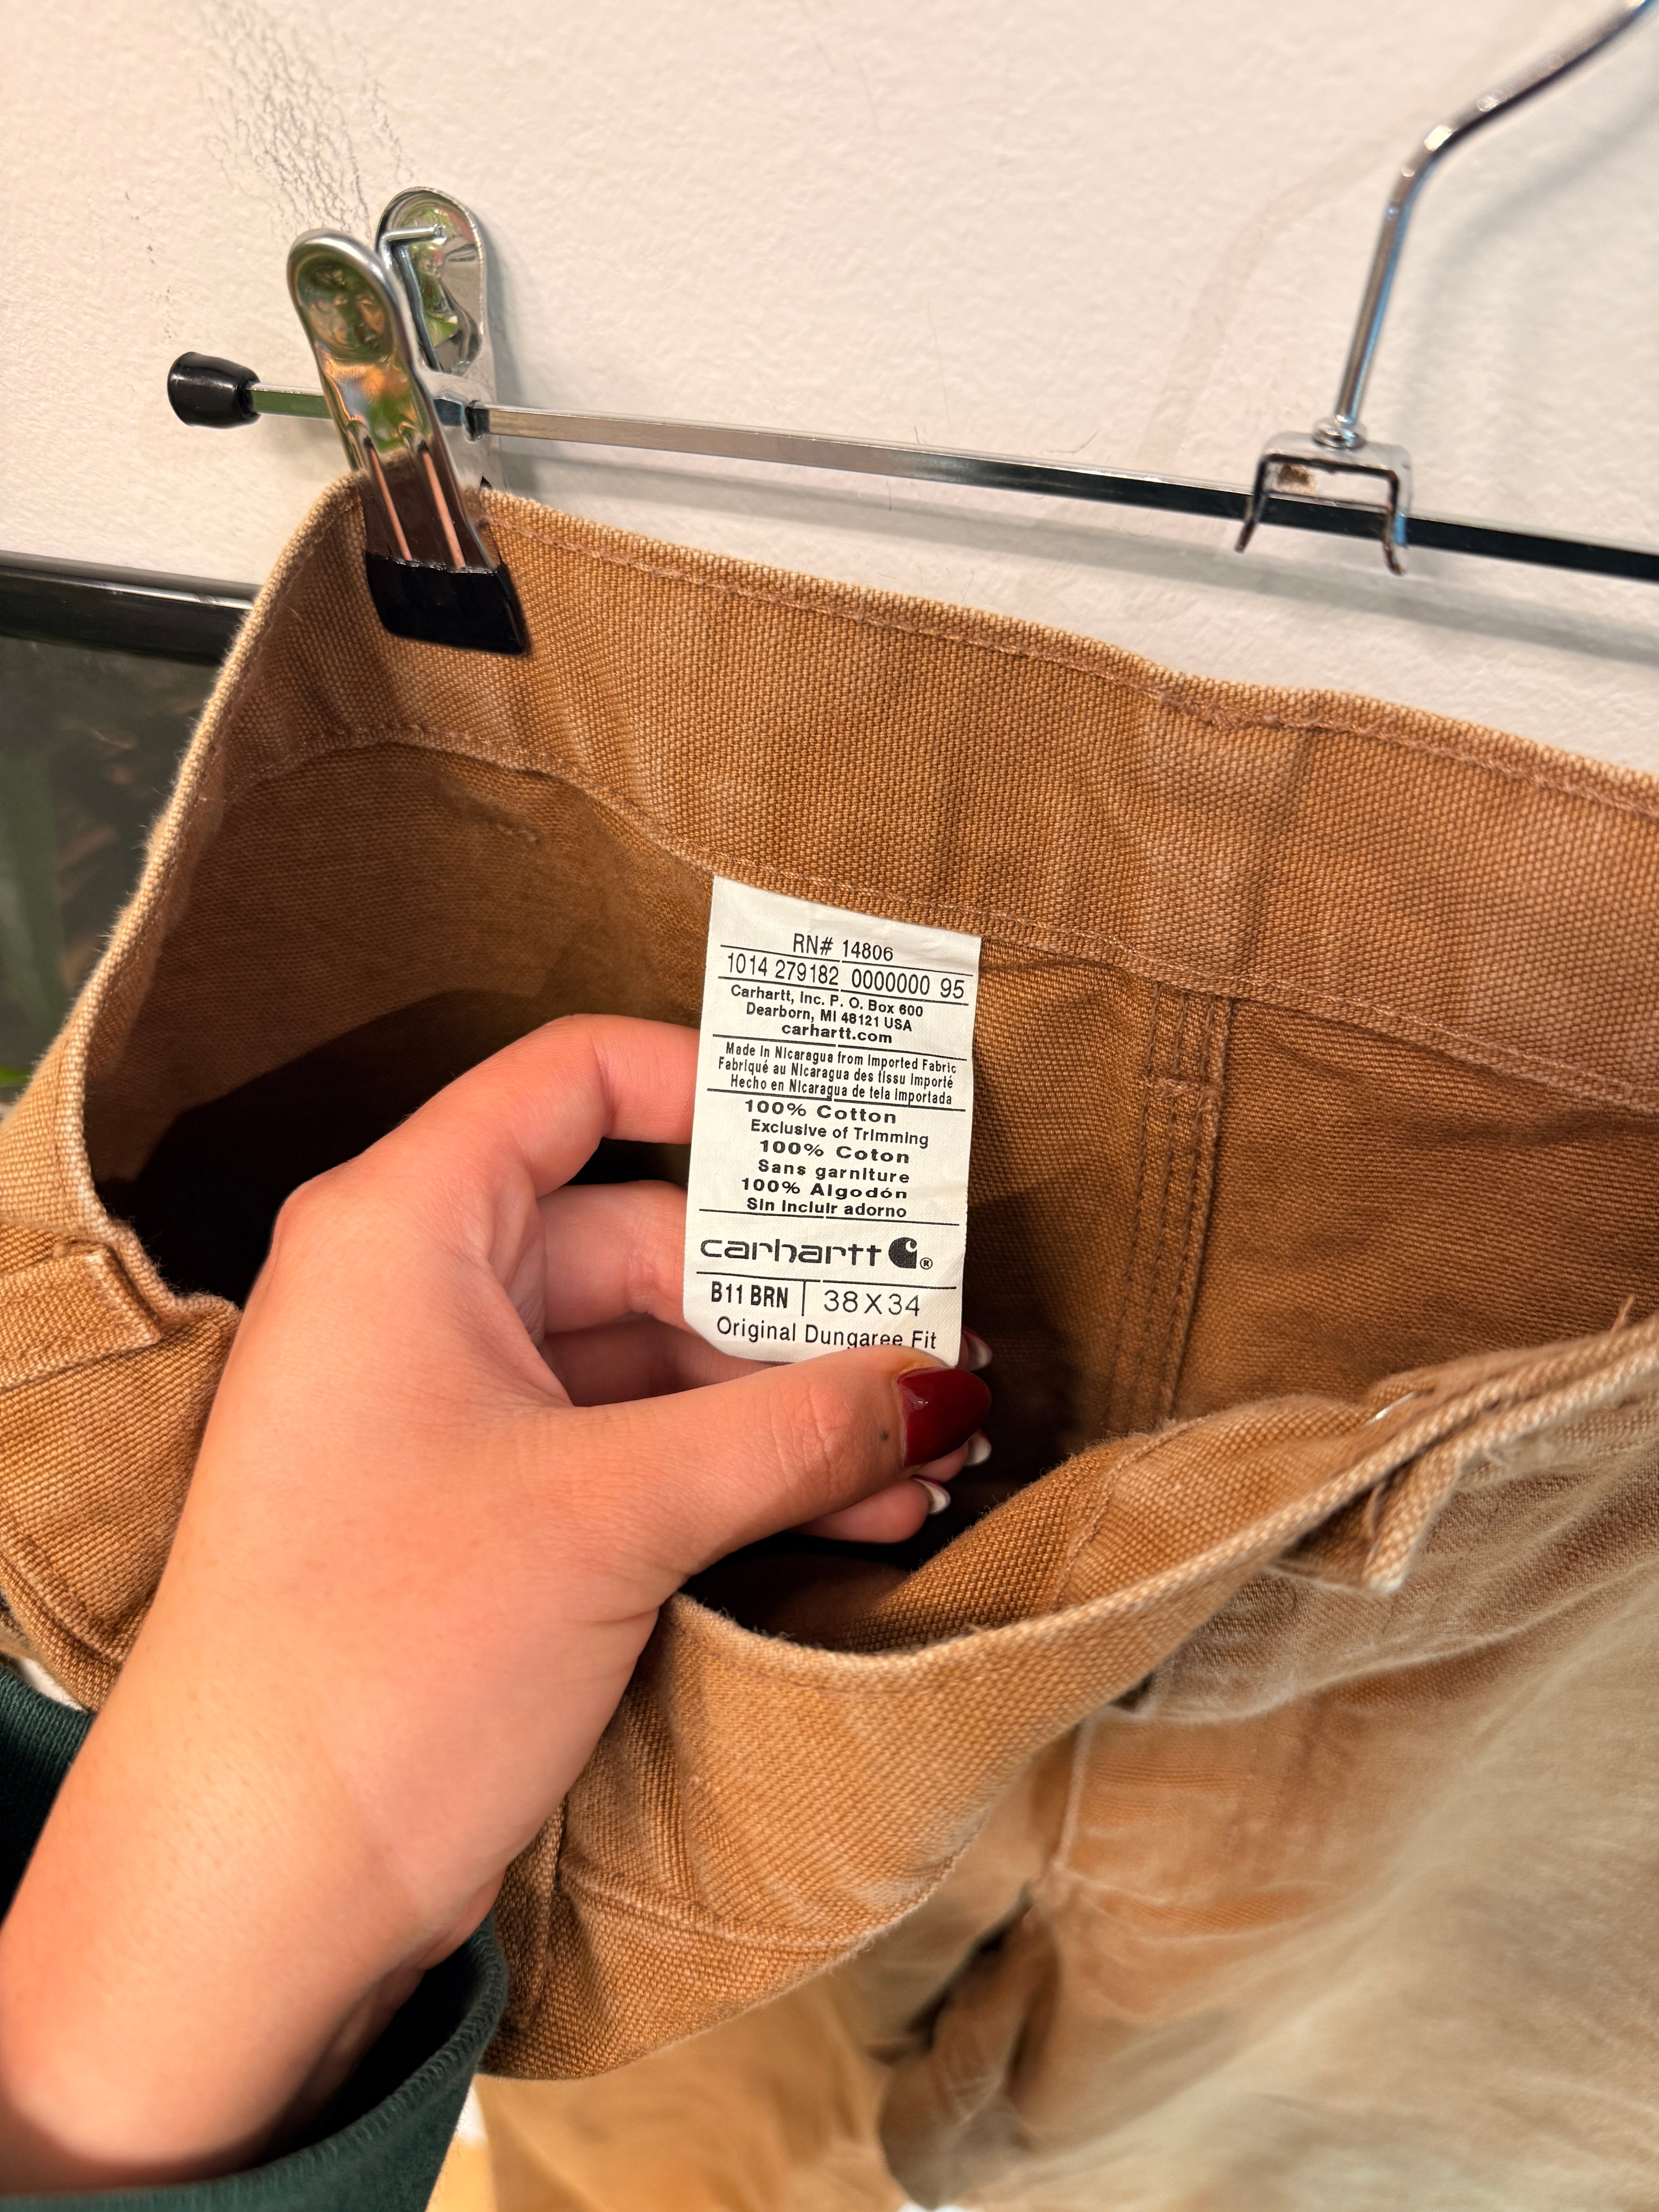 RN# 14806
1014 279182 0000000 95
Carhartt, Inc. P. O. Box 600
Dearborn, MI 48121 USA
carhartt.com
Made in Nicaragua from Imported Fabric
Fabriqué au Nicaragua des tissu Importé
Hecho en Nicaragua de tela Importada
100% Cotton
Exclusive of Trimming
100% Coton
Sans garniture
100% Algodón
Sin incluir adorno
carhartt ®
B11 BRN | 38X34
Original Dungaree Fit